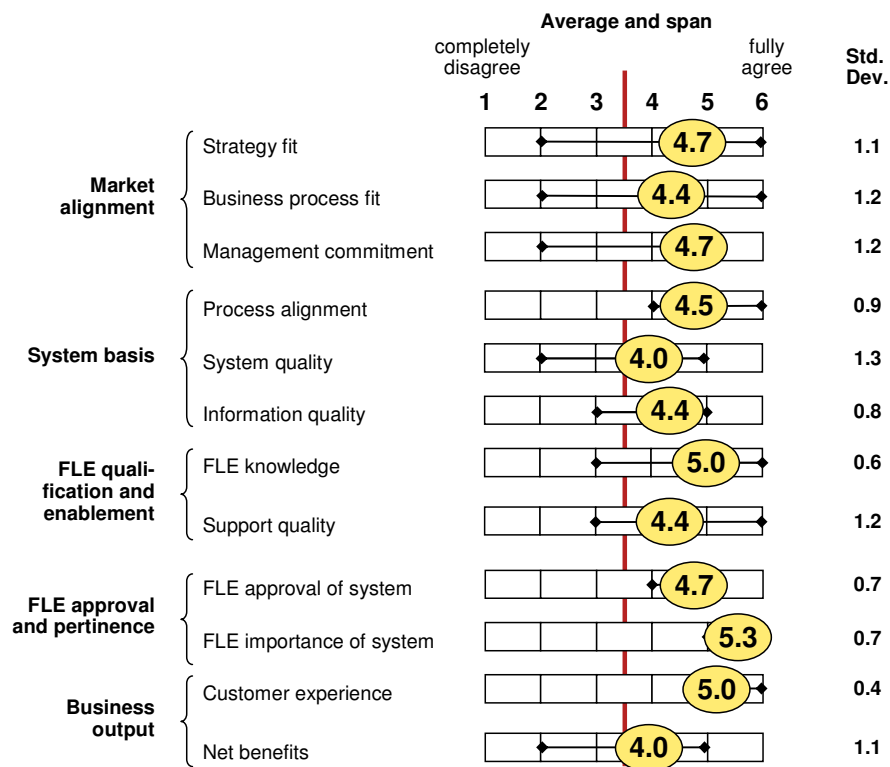 Average and span
completely disagree
fully agree
Std. Dev.
1 2 3 4 5 6
Market alignment
Strategy fit 4.7 1.1
Business process fit 4.4 1.2
Management commitment 4.7 1.2
System basis
Process alignment 4.5 0.9
System quality 4.0 1.3
Information quality 4.4 0.8
FLE quali-
fication and
enablement
FLE knowledge 5.0 0.6
Support quality 4.4 1.2
FLE approval
and pertinence
FLE approval of system 4.7 0.7
FLE importance of system 5.3 0.7
Business
output
Customer experience 5.0 0.4
Net benefits 4.0 1.1